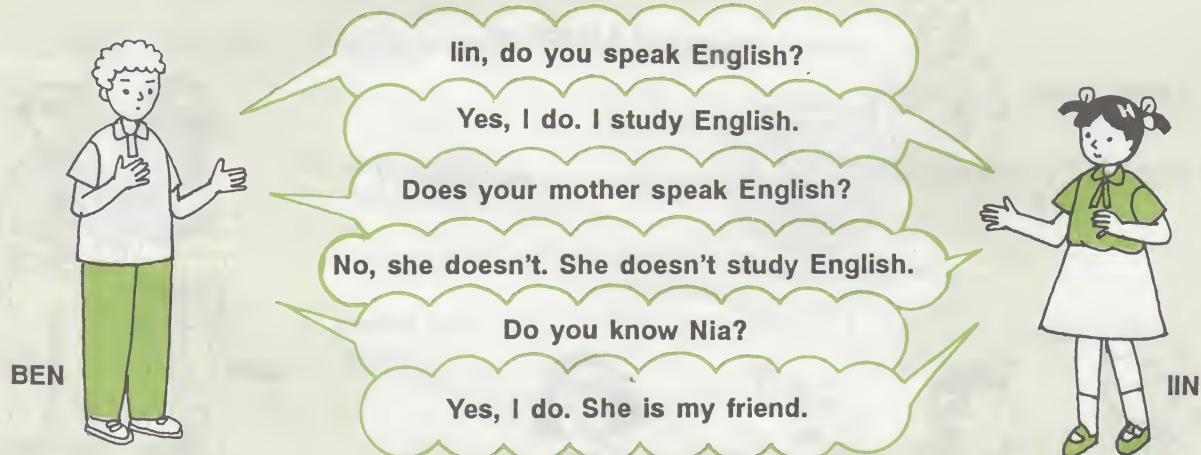 Iin, do you speak English?
Yes, I do. I study English.
Does your mother speak English?
No, she doesn't. She doesn't study English.
Do you know Nia?
Yes, I do. She is my friend.
BEN
IIN